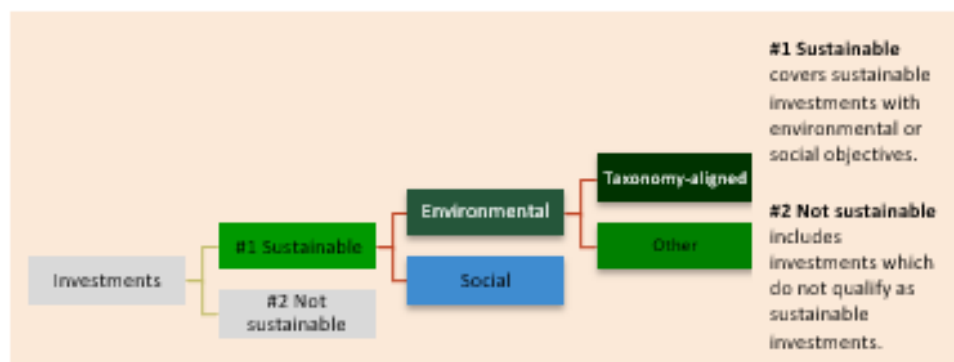 Investments
#1 Sustainable
#2 Not
sustainable
Environmental
Social
Taxonomy-aligned
Other
#1 Sustainable
covers sustainable
investments with
environmental or
social objectives.
#2 Not sustainable
includes
investments which
do not qualify as
sustainable
investments.